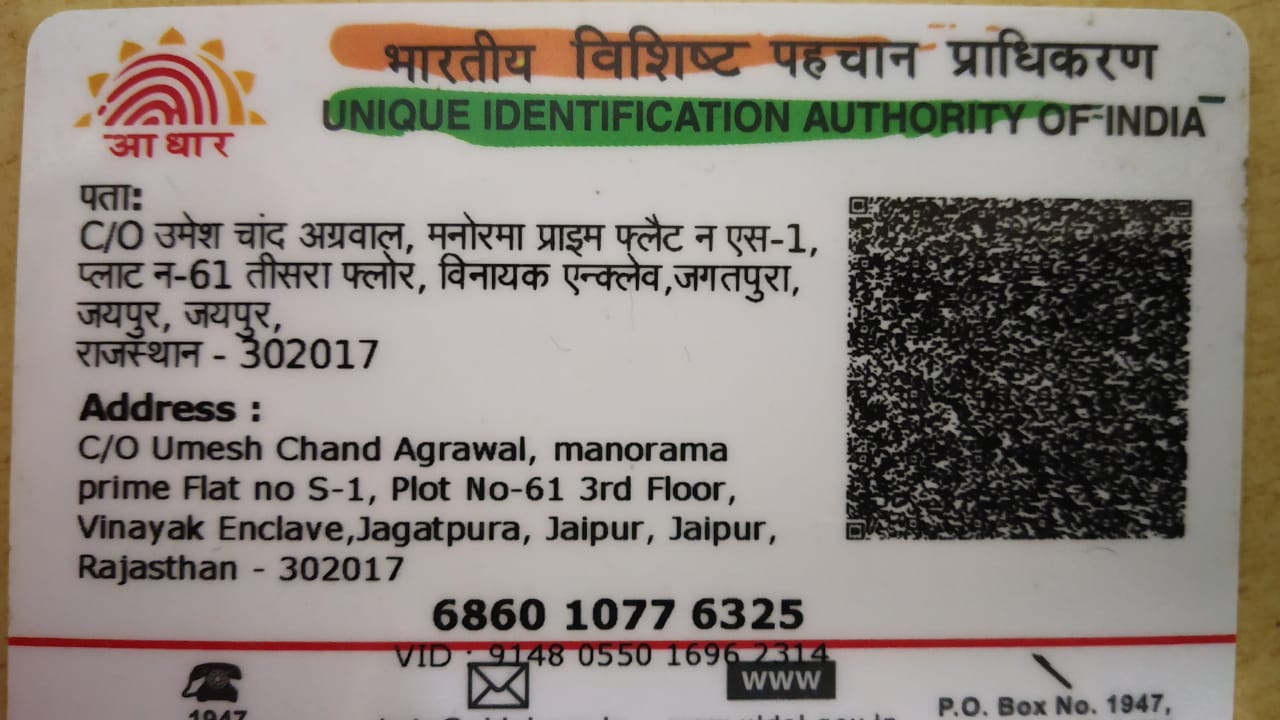 भारतीय विशिष्ट पहचान प्राधिकरण
UNIQUE IDENTIFICATION AUTHORITY OF INDIA
आधार
पता:
C/O उमेश चांद अग्रवाल, मनोरमा प्राइम फ्लैट न एस-1,
प्लाट न-61 तीसरा फ्लोर, विनायक एन्क्लेव,जगतपुरा,
जयपुर, जयपुर,
राजस्थान - 302017
Address :
C/O Umesh Chand Agrawal, manorama
prime Flat no S-1, Plot No-61 3rd Floor,
Vinayak Enclave,Jagatpura, Jaipur, Jaipur,
Rajasthan - 302017
6860 1077 6325
VID : 9148 0550 1696 2314
WWW
1947
P.O. Box No. 1947,